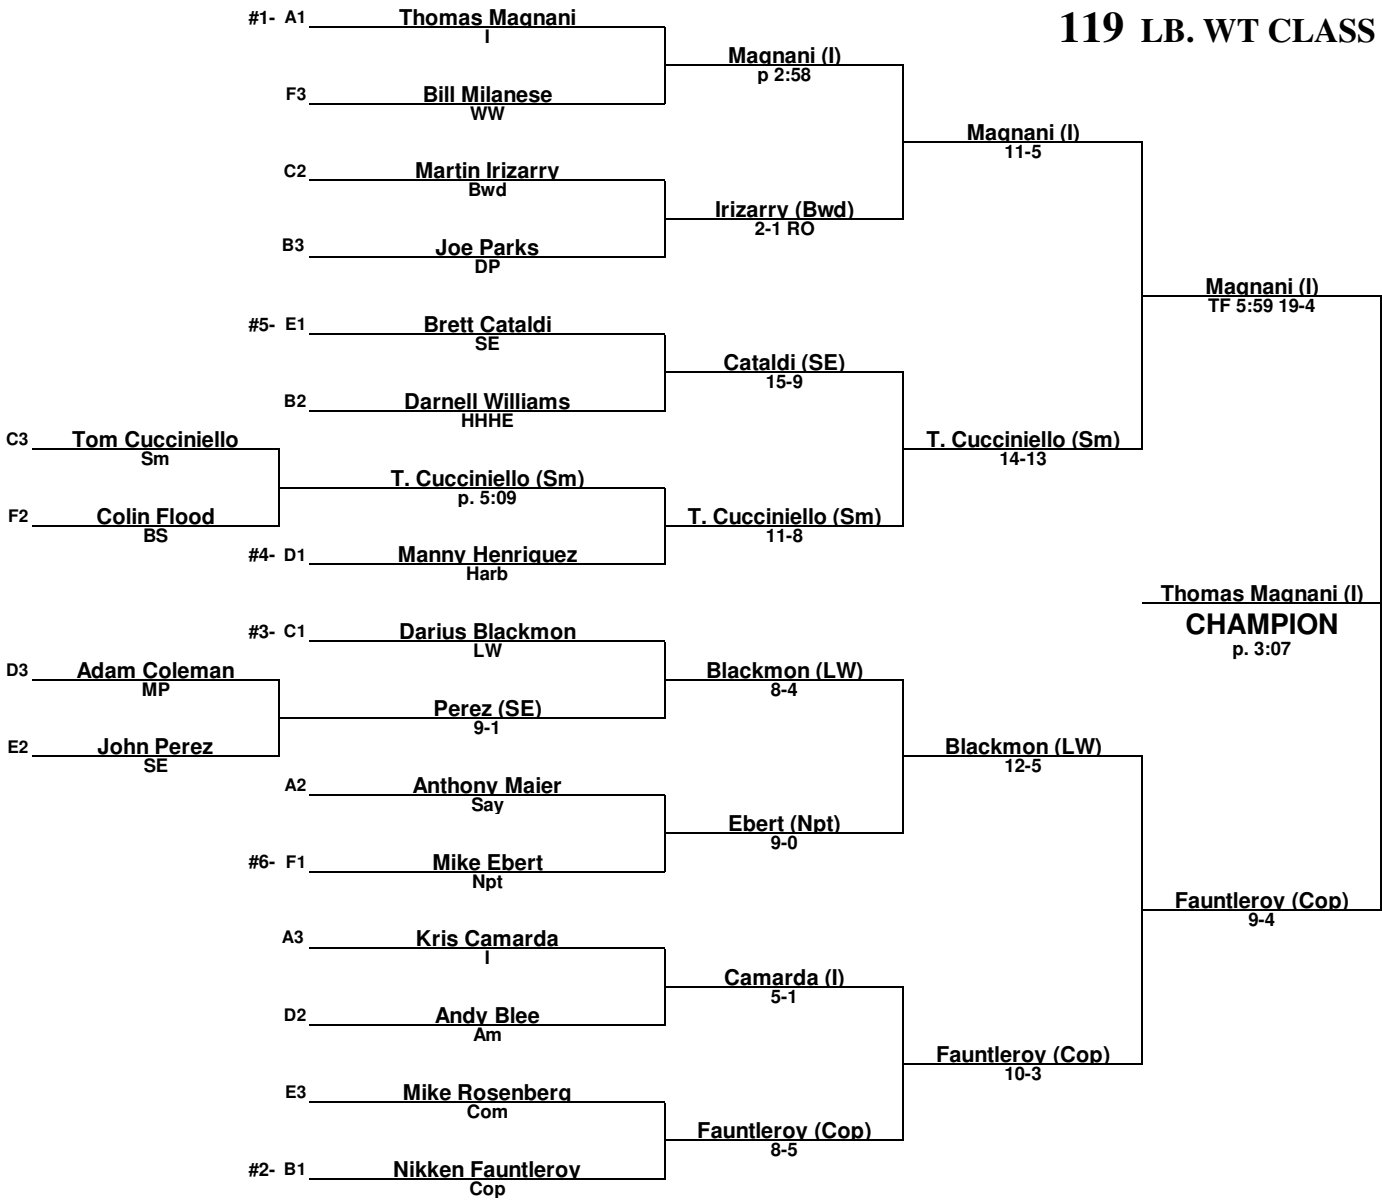 #1- A1 Thomas Magnani
I
119 LB. WT CLASS
Magnani (I)
p 2:58
F3 Bill Milanese
WW
Magnani (I)
11-5
C2 Martin Irizarry
Bwd
Irizarry (Bwd)
2-1 RO
B3 Joe Parks
DP
Magnani (I)
TF 5:59 19-4
#5- E1 Brett Cataldi
SE
Cataldi (SE)
15-9
B2 Darnell Williams
HHHE
C3 Tom Cucciniello
Sm
T. Cucciniello (Sm)
14-13
T. Cucciniello (Sm)
p. 5:09
F2 Colin Flood
BS
T. Cucciniello (Sm)
11-8
#4- D1 Manny Henriquez
Harb
Thomas Magnani (I)
CHAMPION
p. 3:07
#3- C1 Darius Blackmon
LW
D3 Adam Coleman
MP
Blackmon (LW)
8-4
Perez (SE)
9-1
E2 John Perez
SE
Blackmon (LW)
12-5
A2 Anthony Maier
Say
Ebert (Npt)
9-0
#6- F1 Mike Ebert
Npt
Fauntleroy (Cop)
9-4
A3 Kris Camarda
I
Camarda (I)
5-1
D2 Andy Blee
Am
Fauntleroy (Cop)
10-3
E3 Mike Rosenberg
Com
Fauntleroy (Cop)
8-5
#2- B1 Nikken Fauntleroy
Cop